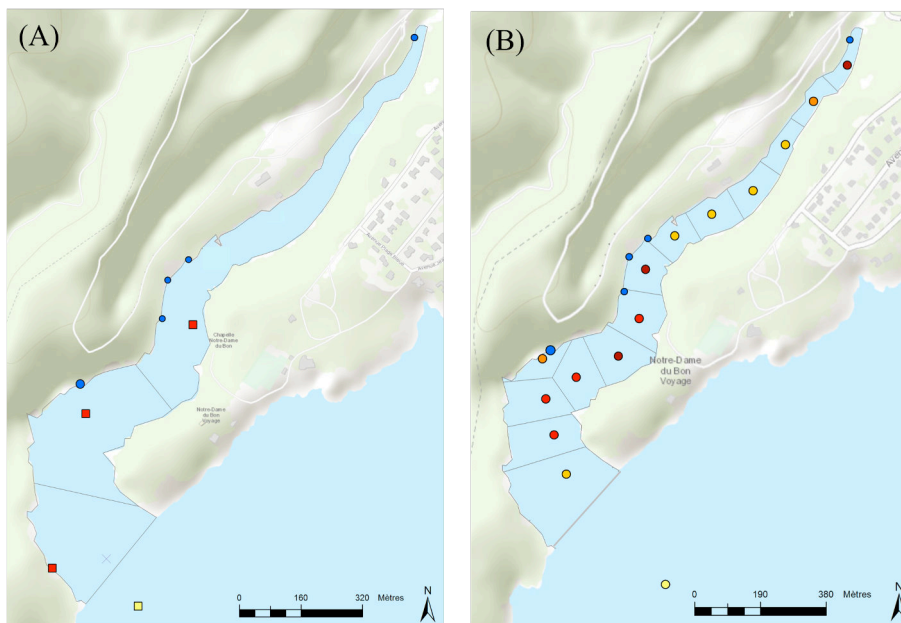 (A)
Chapelle
Notre-Dame
du Bon
Notre-Dame
du Bon
Voyage
0 160 320 Mètres
N
(B)
Notre-Dame
du Bon
Voyage
0 190 380 Mètres
N